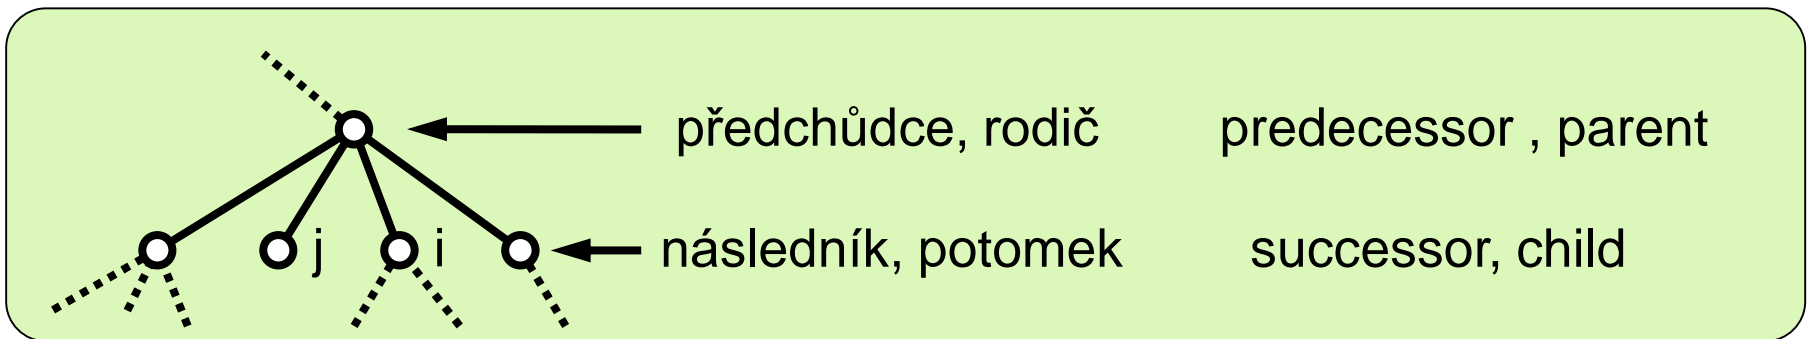 předchůdce, rodič predecessor , parent
j i následník, potomek successor, child